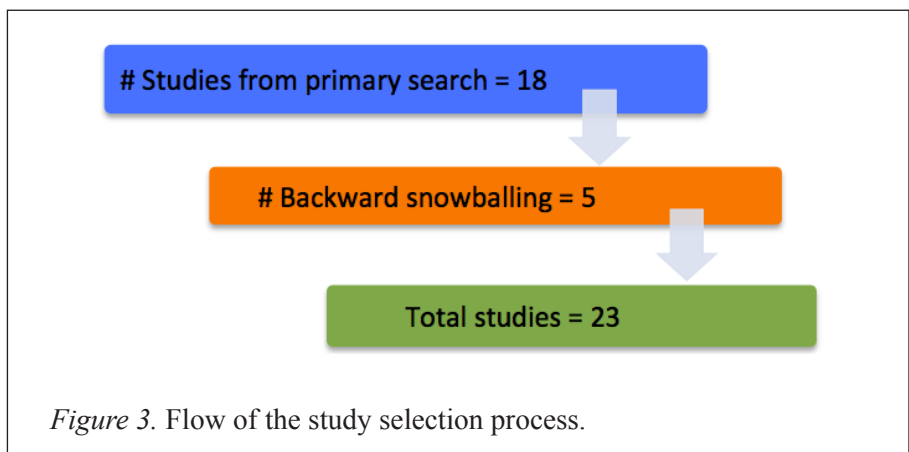 # Studies from primary search = 18
# Backward snowballing = 5
Total studies = 23
Figure 3. Flow of the study selection process.